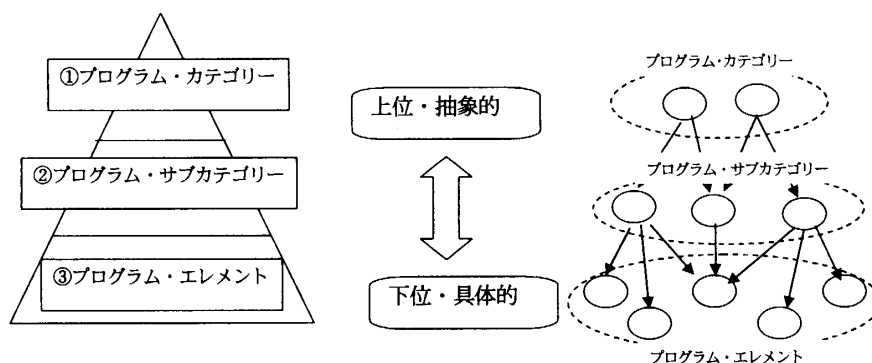 ①プログラム・カテゴリー
②プログラム・サブカテゴリー
③プログラム・エレメント
上位・抽象的
下位・具体的
プログラム・カテゴリー
プログラム・サブカテゴリー
プログラム・エレメント